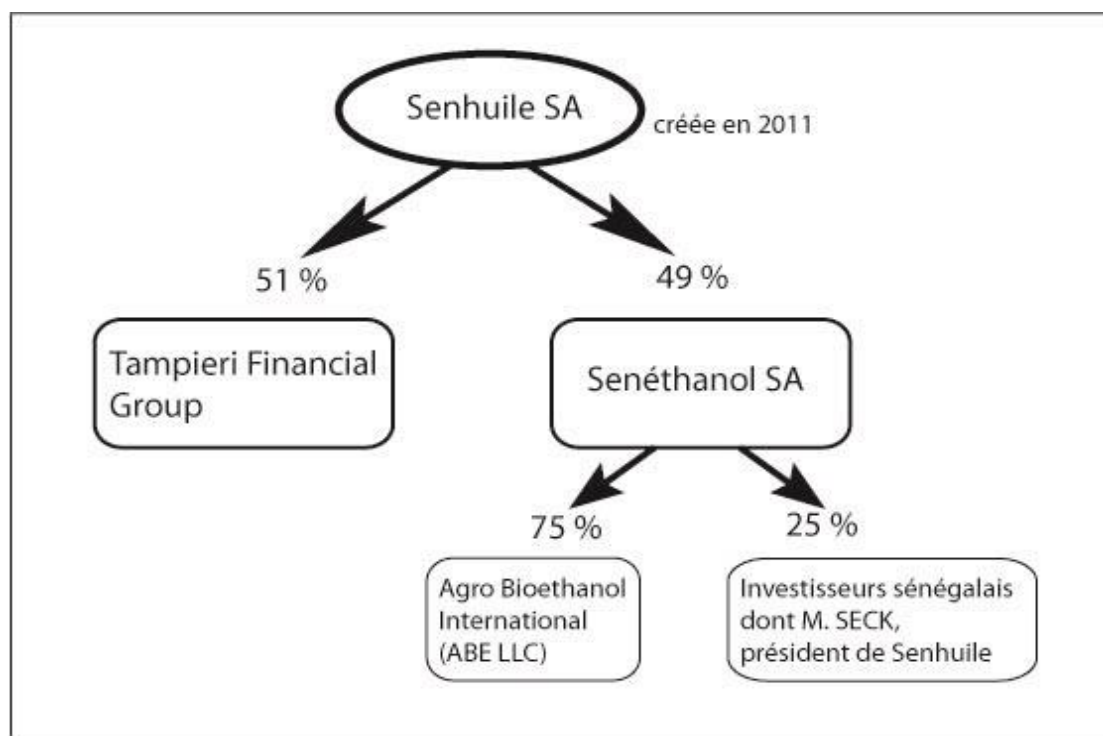 Senhuile SA
créée en 2011
51 %
49 %
Tampieri Financial
Group
Senéthanol SA
75 %
25 %
Agro Bioethanol
International
(ABE LLC)
Investisseurs sénégalais
dont M. SECK,
président de Senhuile